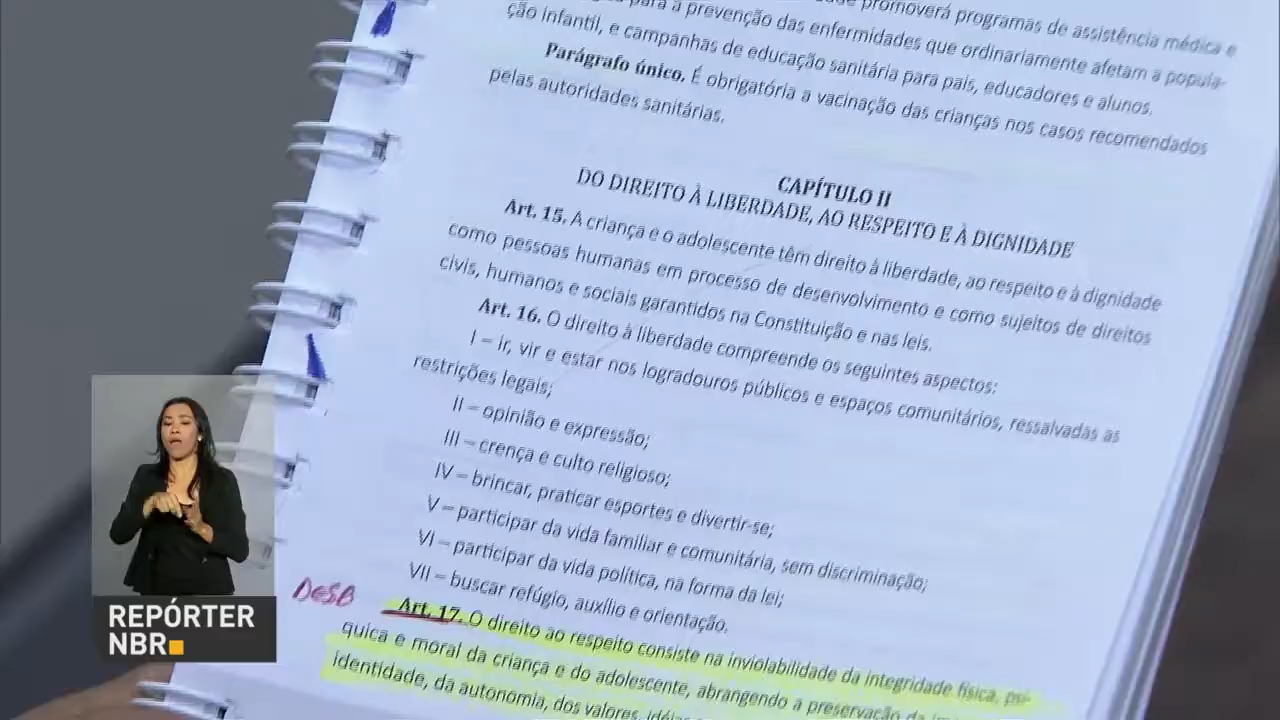 promoverá programas de assistência médica e
para a prevenção das enfermidades que ordinariamente afetam a popula-
ção infantil, e campanhas de educação sanitária para pais, educadores e alunos.
Parágrafo único. É obrigatória a vacinação das crianças nos casos recomendados
pelas autoridades sanitárias.
CAPÍTULO II
DO DIREITO À LIBERDADE, AO RESPEITO E À DIGNIDADE
Art. 15. A criança e o adolescente têm direito à liberdade, ao respeito e à dignidade
como pessoas humanas em processo de desenvolvimento e como sujeitos de direitos
civis, humanos e sociais garantidos na Constituição e nas leis.
Art. 16. O direito à liberdade compreende os seguintes aspectos:
I – ir, vir e estar nos logradouros públicos e espaços comunitários, ressalvadas as
restrições legais;
II – opinião e expressão;
III – crença e culto religioso;
IV – brincar, praticar esportes e divertir-se;
V – participar da vida familiar e comunitária, sem discriminação;
VI – participar da vida política, na forma da lei;
VII – buscar refúgio, auxílio e orientação.
DESB
Art. 17. O direito ao respeito consiste na inviolabilidade da integridade física, psí-
quica e moral da criança e do adolescente, abrangendo a preservação da
identidade, da autonomia, dos valores, idéias
REPÓRTER
NBR